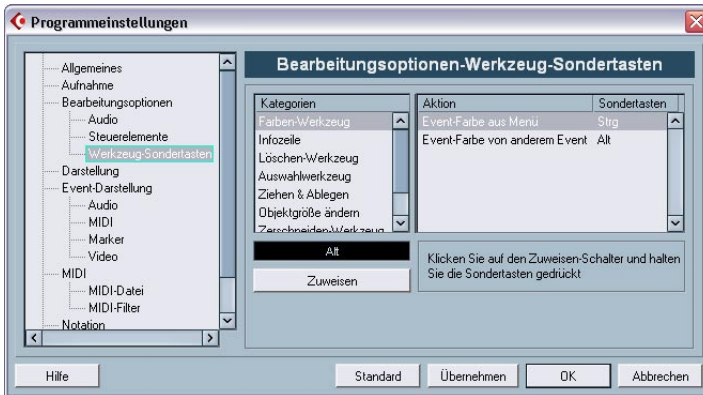 Programmeinstellungen
Allgemeines
Aufnahme
Bearbeitungsoptionen
Audio
Steuerelemente
Werkzeug-Sondertasten
Darstellung
Event-Darstellung
Audio
MIDI
Marker
Video
MIDI
MIDI-Datei
MIDI-Filter
Notation
Bearbeitungsoptionen-Werkzeug-Sondertasten
Kategorien
Farben-Werkzeug
Infozeile
Löschen-Werkzeug
Auswahlwerkzeug
Ziehen & Ablegen
Objektgröße ändern
Zerschneiden-Werkzeug
Aktion Sondertasten
Event-Farbe aus Menü Strg
Event-Farbe von anderem Event Alt
Alt
Zuweisen
Klicken Sie auf den Zuweisen-Schalter und halten
Sie die Sondertasten gedrückt
Hilfe Standard Übernehmen OK Abbrechen